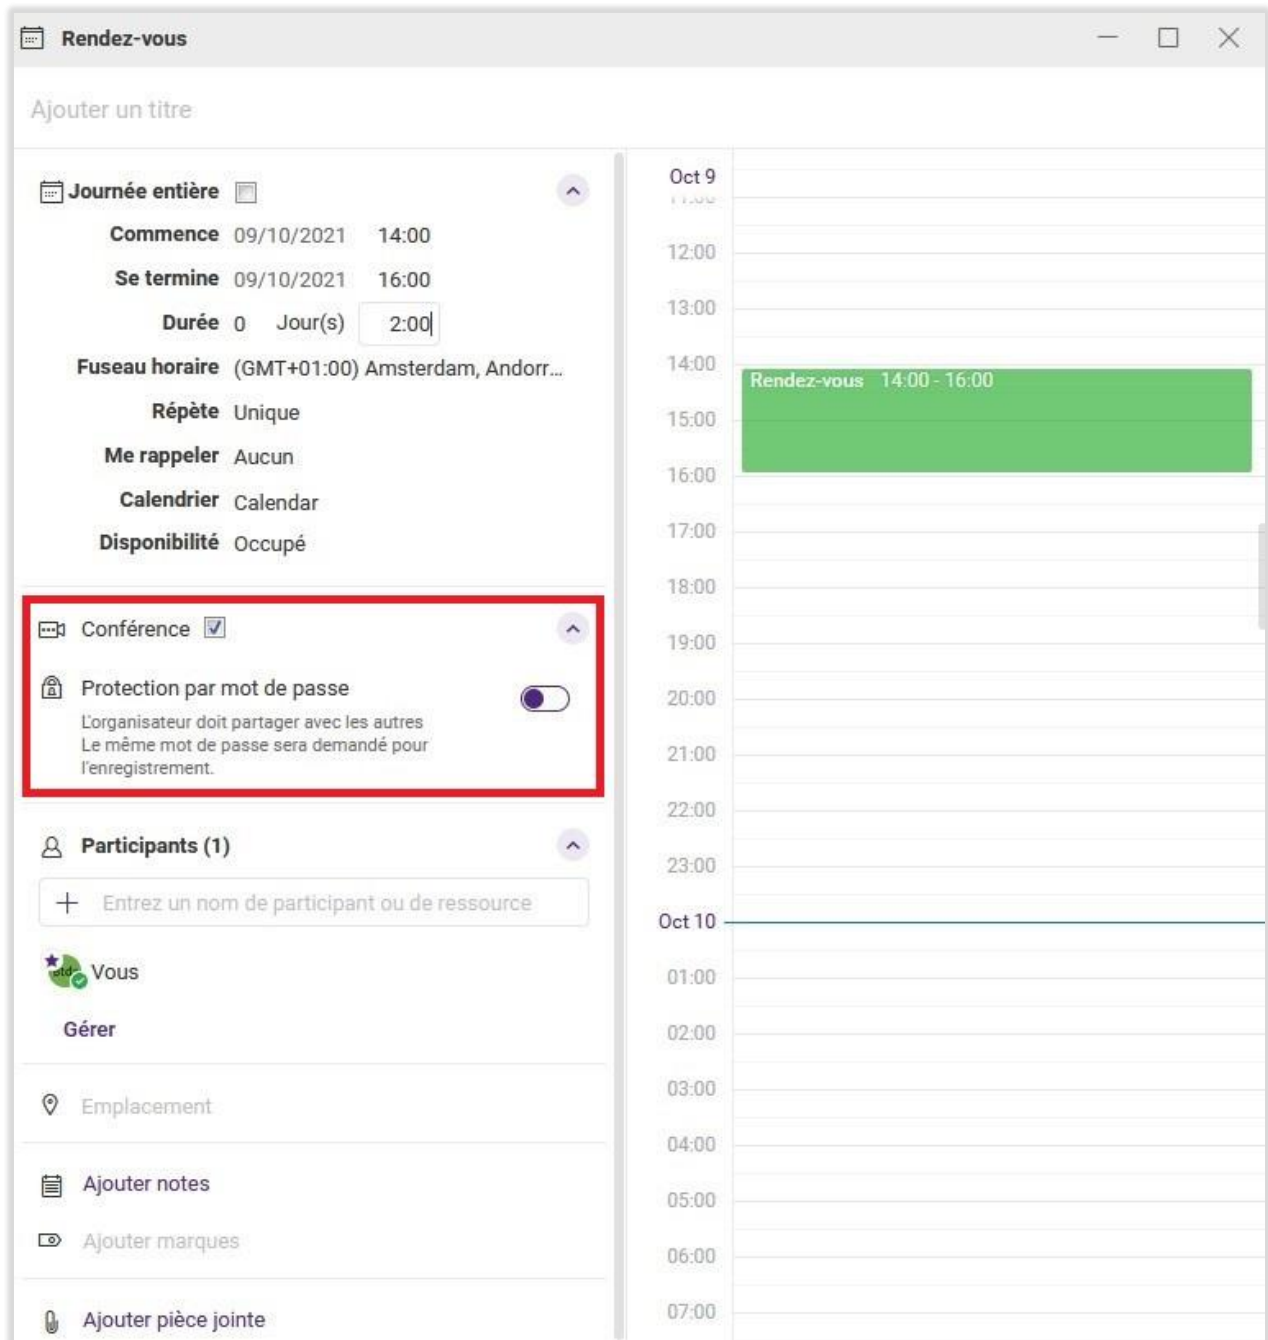 Rendez-vous
Ajouter un titre
Journée entière
Commence 09/10/2021 14:00
Se termine 09/10/2021 16:00
Durée 0 Jour(s) 2:00
Fuseau horaire (GMT+01:00) Amsterdam, Andorr...
Répète Unique
Me rappeler Aucun
Calendrier Calendar
Disponibilité Occupé
Conférence
Protection par mot de passe
L'organisateur doit partager avec les autres
Le même mot de passe sera demandé pour
l'enregistrement.
Participants (1)
Entrez un nom de participant ou de ressource
Vous
Gérer
Emplacement
Ajouter notes
Ajouter marques
Ajouter pièce jointe
Oct 9
12:00
13:00
14:00
Rendez-vous 14:00 - 16:00
15:00
16:00
17:00
18:00
19:00
20:00
21:00
22:00
23:00
Oct 10
01:00
02:00
03:00
04:00
05:00
06:00
07:00